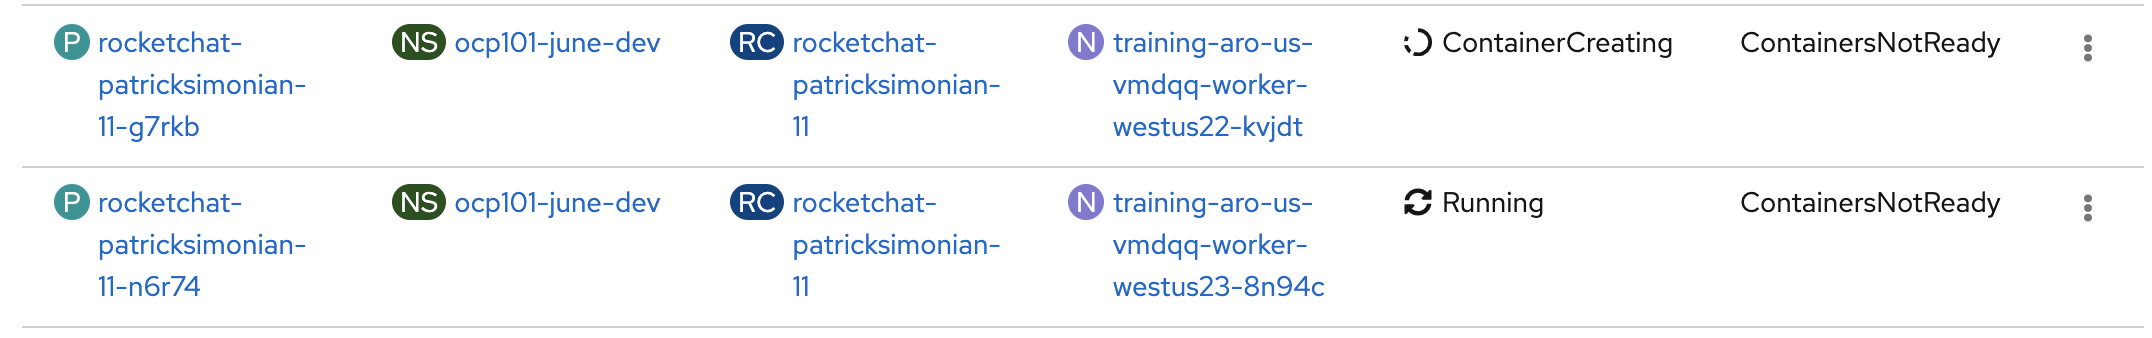 P rocketchat- NS ocp101-june-dev RC rocketchat- N training-aro-us- ContainerCreating ContainersNotReady
patricksimonian- patricksimonian- vmdqq-worker-
11-g7rkb 11 westus22-kvjdt
P rocketchat- NS ocp101-june-dev RC rocketchat- N training-aro-us- Running ContainersNotReady
patricksimonian- patricksimonian- vmdqq-worker-
11-n6r74 11 westus23-8n94c